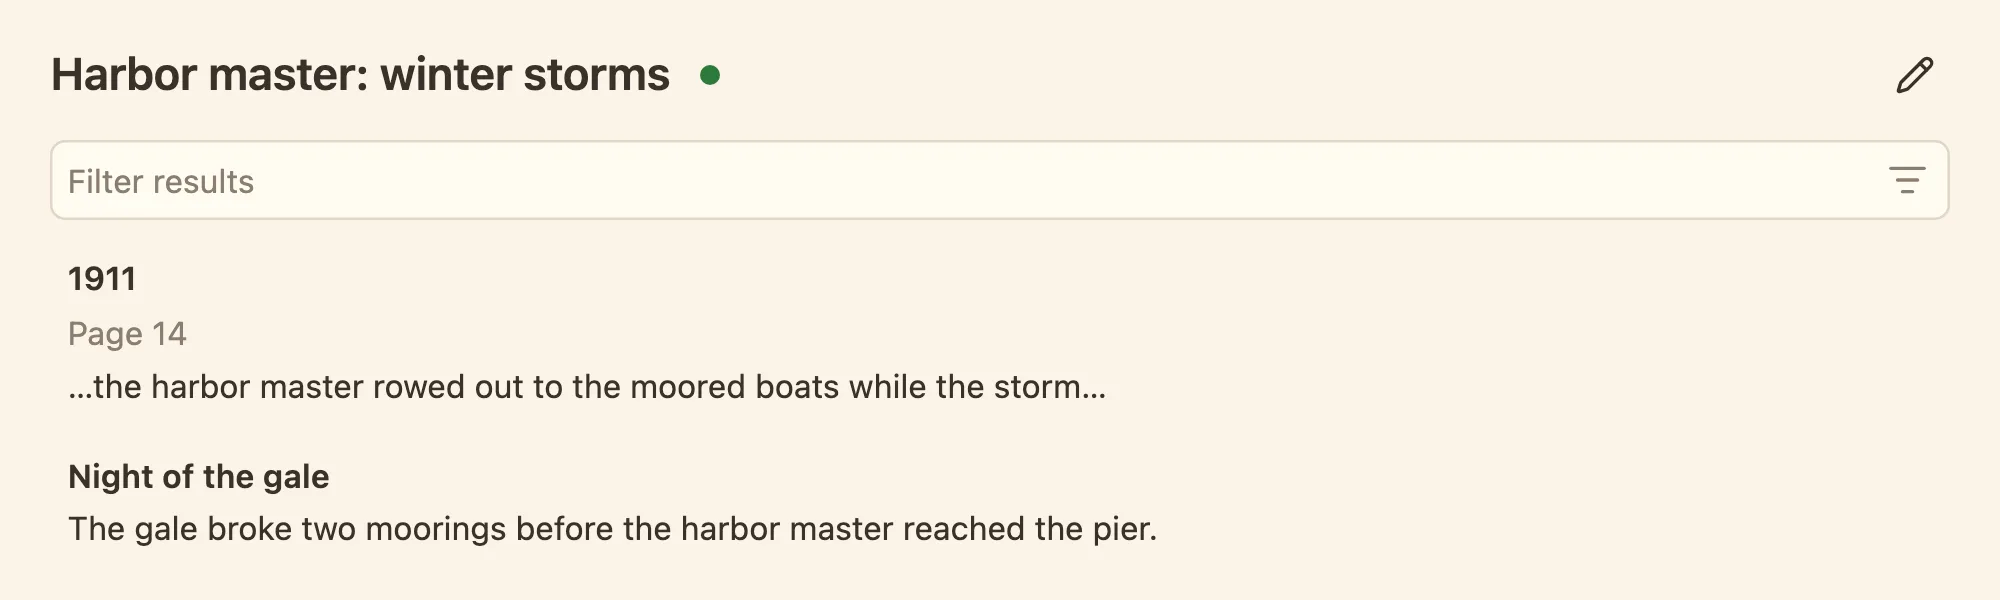 Harbor master: winter storms
Filter results
1911
Page 14
...the harbor master rowed out to the moored boats while the storm...
Night of the gale
The gale broke two moorings before the harbor master reached the pier.